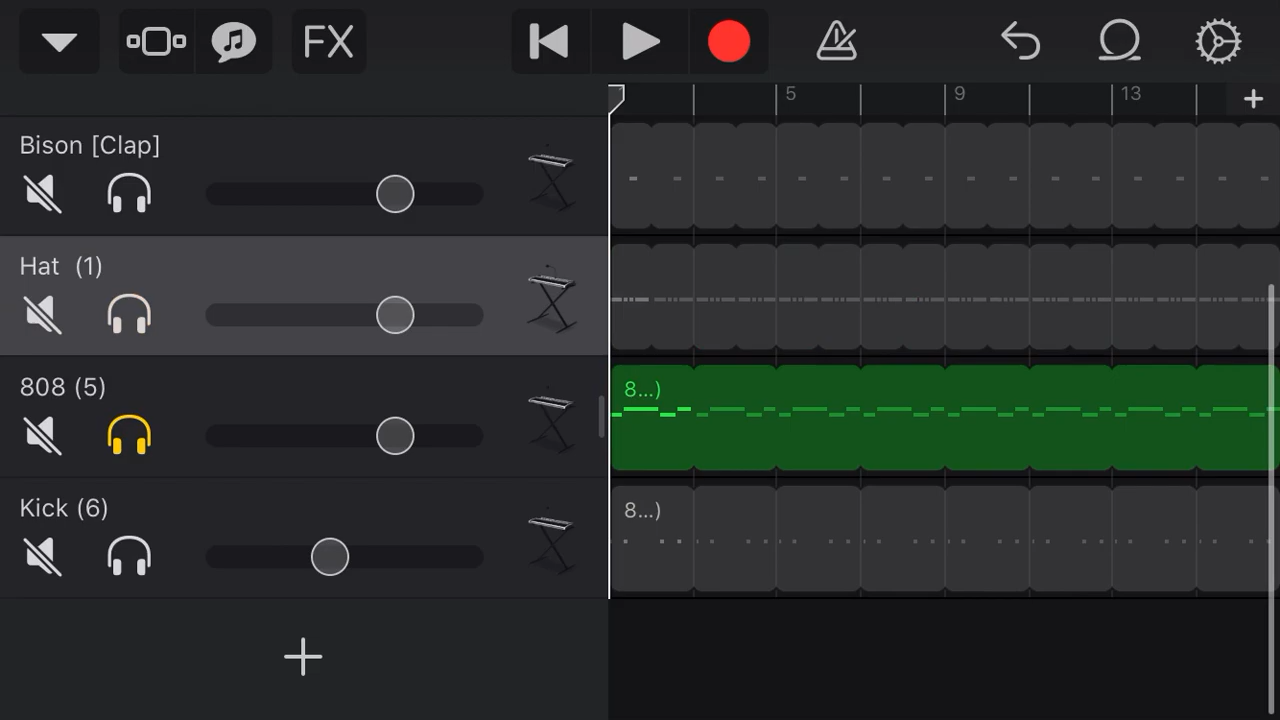 FX
5 9 13
Bison [Clap]
Hat (1)
808 (5)
8...)
Kick (6)
8...)